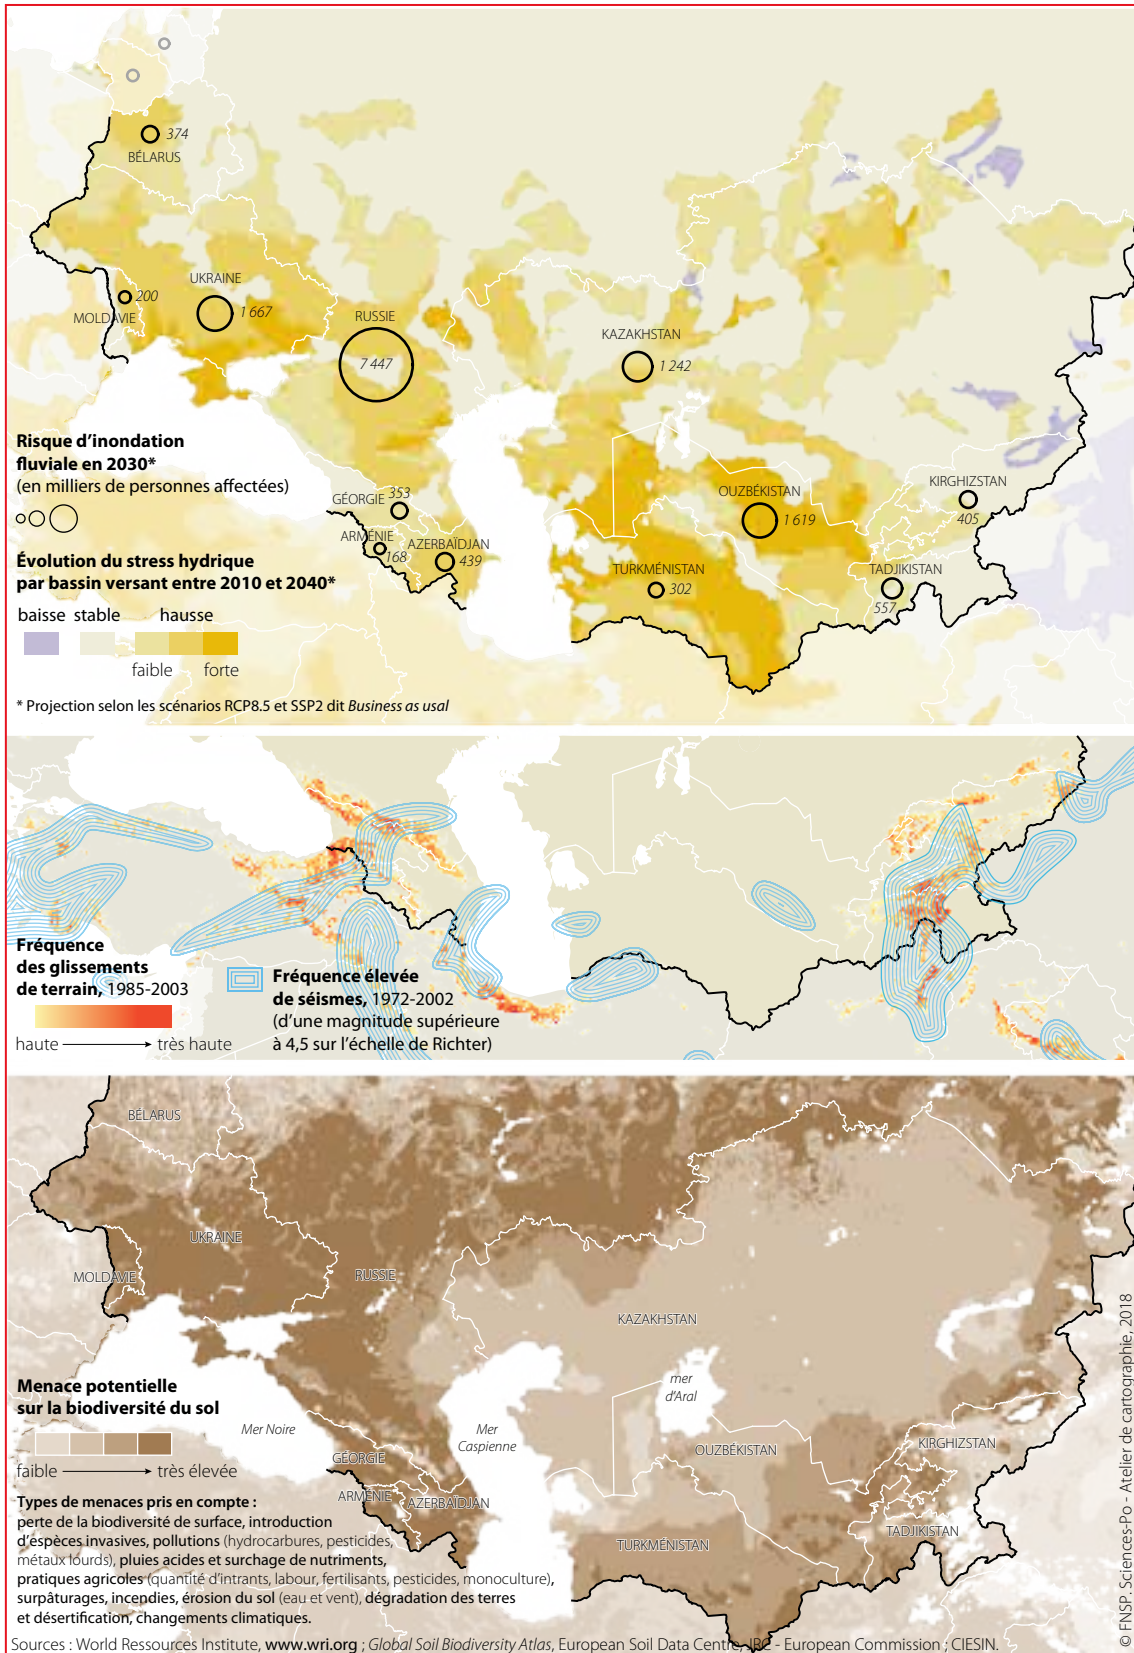 374
BÉLARUS
UKRAINE
1 667
200
MOLDAVIE
RUSSIE
7 447
KAZAKHSTAN
1 242
Risque d’inondation
fluviale en 2030*
(en milliers de personnes affectées)
GÉORGIE
353
ARMÉNIE
168
AZERBAÏDJAN
439
OUZBÉKISTAN
1 619
KIRGHIZSTAN
405
TURKMÉNISTAN
302
TADJIKISTAN
557
Évolution du stress hydrique
par bassin versant entre 2010 et 2040*
baisse stable hausse
faible forte
* Projection selon les scénarios RCP8.5 et SSP2 dit Business as usal
Fréquence
des glissements
de terrain, 1985-2003
haute très haute
Fréquence élevée
de séismes, 1972-2002
(d’une magnitude supérieure
à 4,5 sur l’échelle de Richter)
BÉLARUS
UKRAINE
MOLDAVIE
RUSSIE
KAZAKHSTAN
mer
d’Aral
Mer Noire
Mer
Caspienne
GÉORGIE
ARMÉNIE
AZERBAÏDJAN
OUZBÉKISTAN
KIRGHIZSTAN
TURKMÉNISTAN
TADJIKISTAN
Menace potentielle
sur la biodiversité du sol
faible très élevée
Types de menaces pris en compte :
perte de la biodiversité de surface, introduction
d’espèces invasives, pollutions (hydrocarbures, pesticides,
métaux lourds), pluies acides et surchage de nutriments,
pratiques agricoles (quantité d’intrants, labour, fertilisants, pesticides, monoculture),
surpâturages, incendies, érosion du sol (eau et vent), dégradation des terres
et désertification, changements climatiques.
Sources : World Ressources Institute, www.wri.org ; Global Soil Biodiversity Atlas, European Soil Data Centre, JRC - European Commission ; CIESIN.
© FNSP. Sciences-Po - Atelier de cartographie, 2018